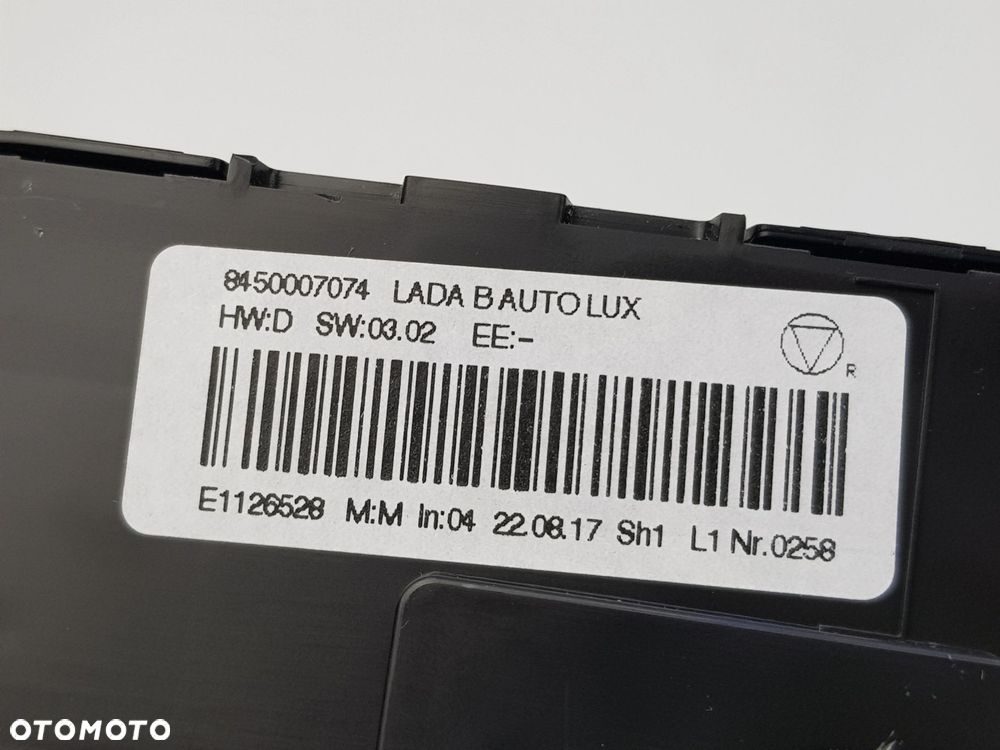 8450007074 LADA B AUTO LUX
HW:D SW:03.02 EE:-
R
E1126528 M:M In:04 22.08.17 Sh1 L1 Nr.0258
OTOMOTO